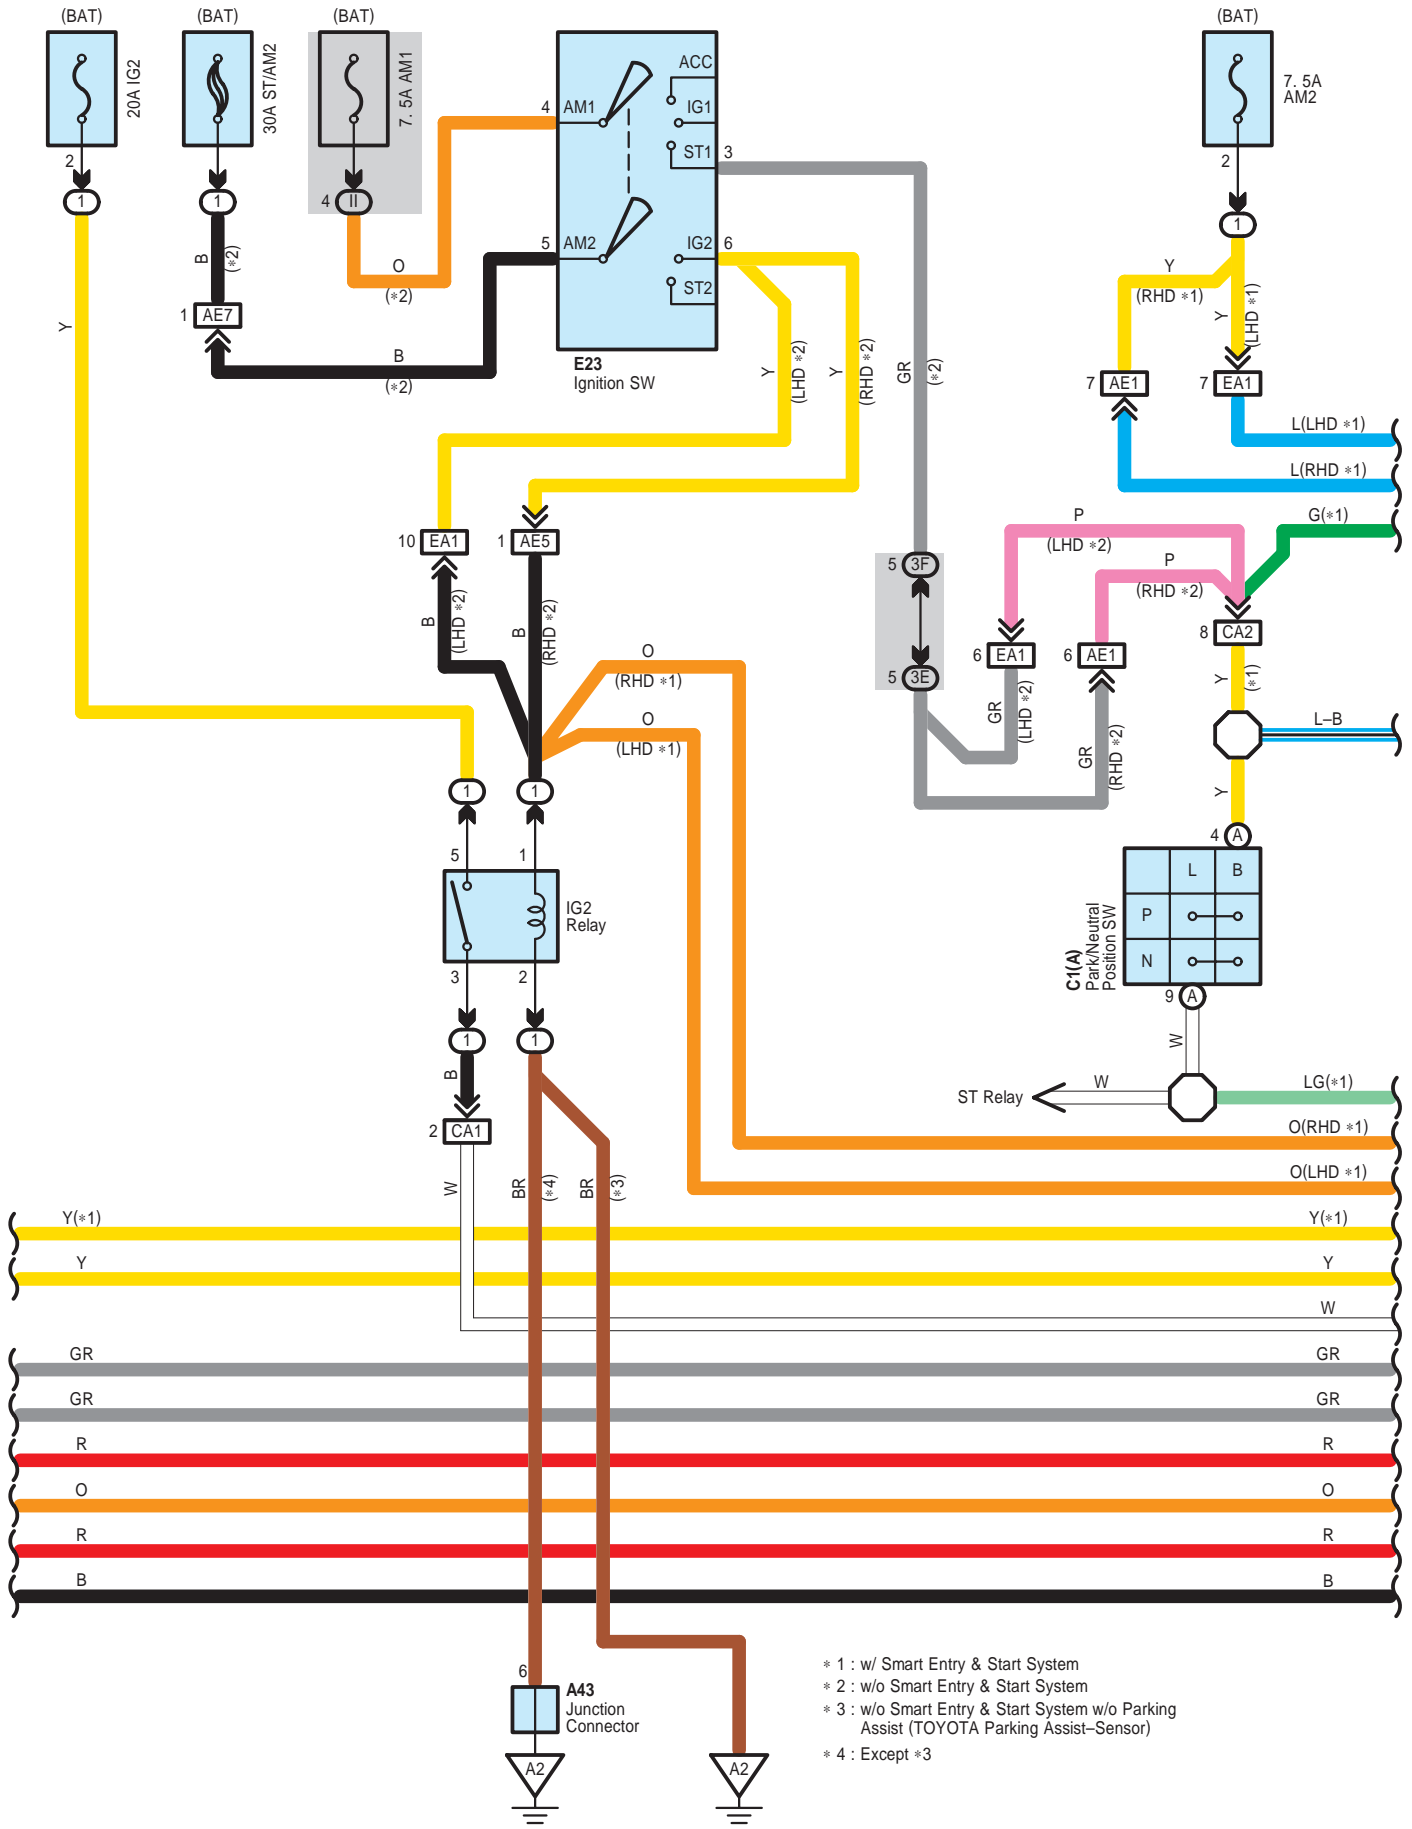 (BAT)
(BAT)
(BAT)
(BAT)
20A IG2
30A ST/AM2
7. 5A AM1
7. 5A
AM2
2
1
1
4
II
2
1
4
AM1
ACC
IG1
ST1
3
5
AM2
IG2
6
ST2
E23
Ignition SW
B
(∗2)
1
AE7
O
(∗2)
B
(∗2)
Y
Y
(LHD ∗2)
Y
(RHD ∗2)
GR
(∗2)
Y
(RHD ∗1)
Y
(LHD ∗1)
7
AE1
7
EA1
L(LHD ∗1)
L(RHD ∗1)
G(∗1)
10
EA1
1
AE5
P
(LHD ∗2)
P
(RHD ∗2)
5
3F
5
3E
6
EA1
6
AE1
8
CA2
B
(LHD ∗2)
B
(RHD ∗2)
O
(RHD ∗1)
O
(LHD ∗1)
GR
(LHD ∗2)
GR
(RHD ∗2)
Y
(∗1)
L–B
Y
1
1
5
1
IG2
Relay
3
2
1
1
4
A
L
B
P
N
C1(A)
Park/Neutral
Position SW
9
A
W
ST Relay
W
LG(∗1)
B
2
CA1
O(RHD ∗1)
O(LHD ∗1)
W
BR
(∗4)
BR
(∗3)
Y(∗1)
Y(∗1)
Y
Y
W
GR
GR
GR
GR
R
R
O
O
R
R
B
B
6
A43
Junction
Connector
A2
A2
∗ 1 : w/ Smart Entry & Start System
∗ 2 : w/o Smart Entry & Start System
∗ 3 : w/o Smart Entry & Start System w/o Parking
Assist (TOYOTA Parking Assist–Sensor)
∗ 4 : Except ∗3